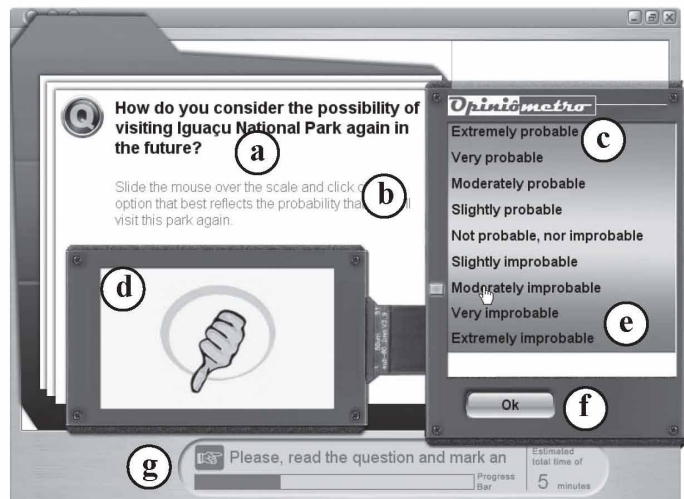 Q
How do you consider the possibility of
visiting Iguaçu National Park again in
the future?
a
Slide the mouse over the scale and click
option that best reflects the probability
visit this park again.
b
Opiniômetro
Extremely probable
c
Very probable
Moderately probable
Slightly probable
Not probable, nor improbable
Slightly improbable
Moderately improbable
Very improbable
e
Extremely improbable
d
Ok
f
g
Please, read the question and mark an
Progress
Bar
Estimated
total time of
5 minutes